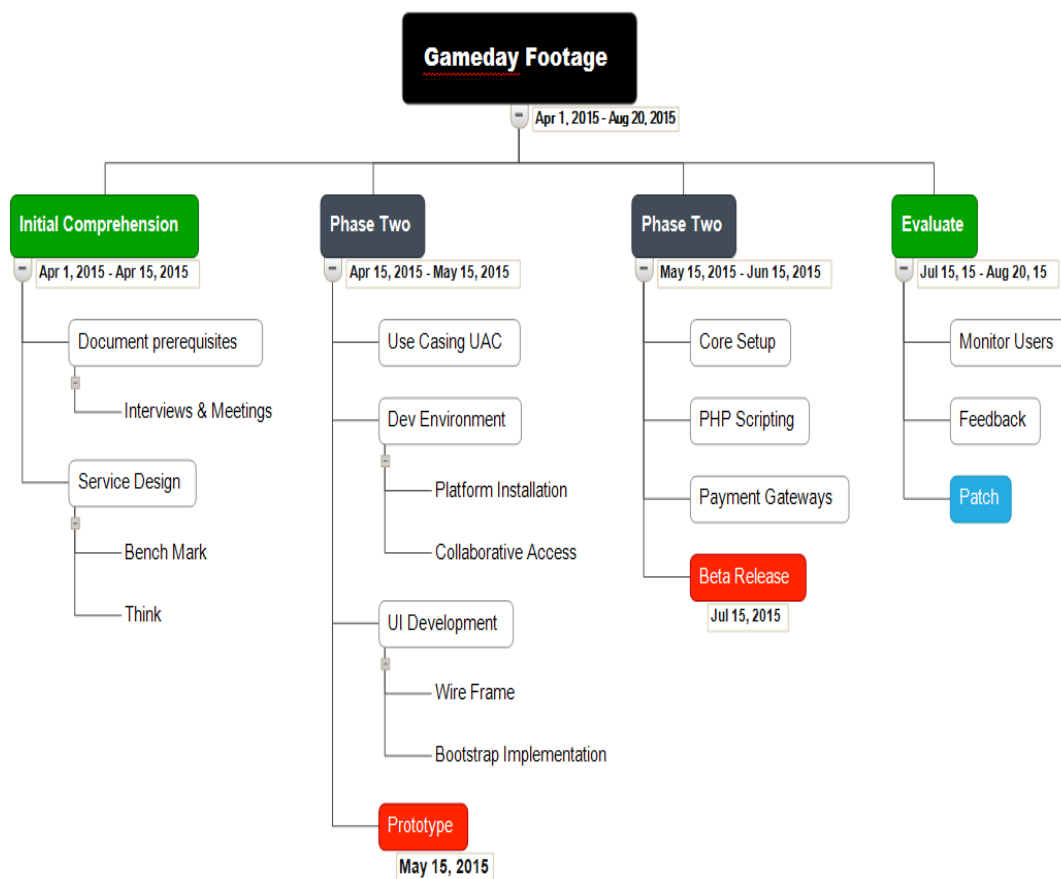 Gameday Footage
Apr 1, 2015 - Aug 20, 2015
Initial Comprehension
Apr 1, 2015 - Apr 15, 2015
Document prerequisites
Interviews & Meetings
Service Design
Bench Mark
Think
Phase Two
Apr 15, 2015 - May 15, 2015
Use Casing UAC
Dev Environment
Platform Installation
Collaborative Access
UI Development
Wire Frame
Bootstrap Implementation
Prototype
May 15, 2015
Phase Two
May 15, 2015 - Jun 15, 2015
Core Setup
PHP Scripting
Payment Gateways
Beta Release
Jul 15, 2015
Evaluate
Jul 15, 15 - Aug 20, 15
Monitor Users
Feedback
Patch